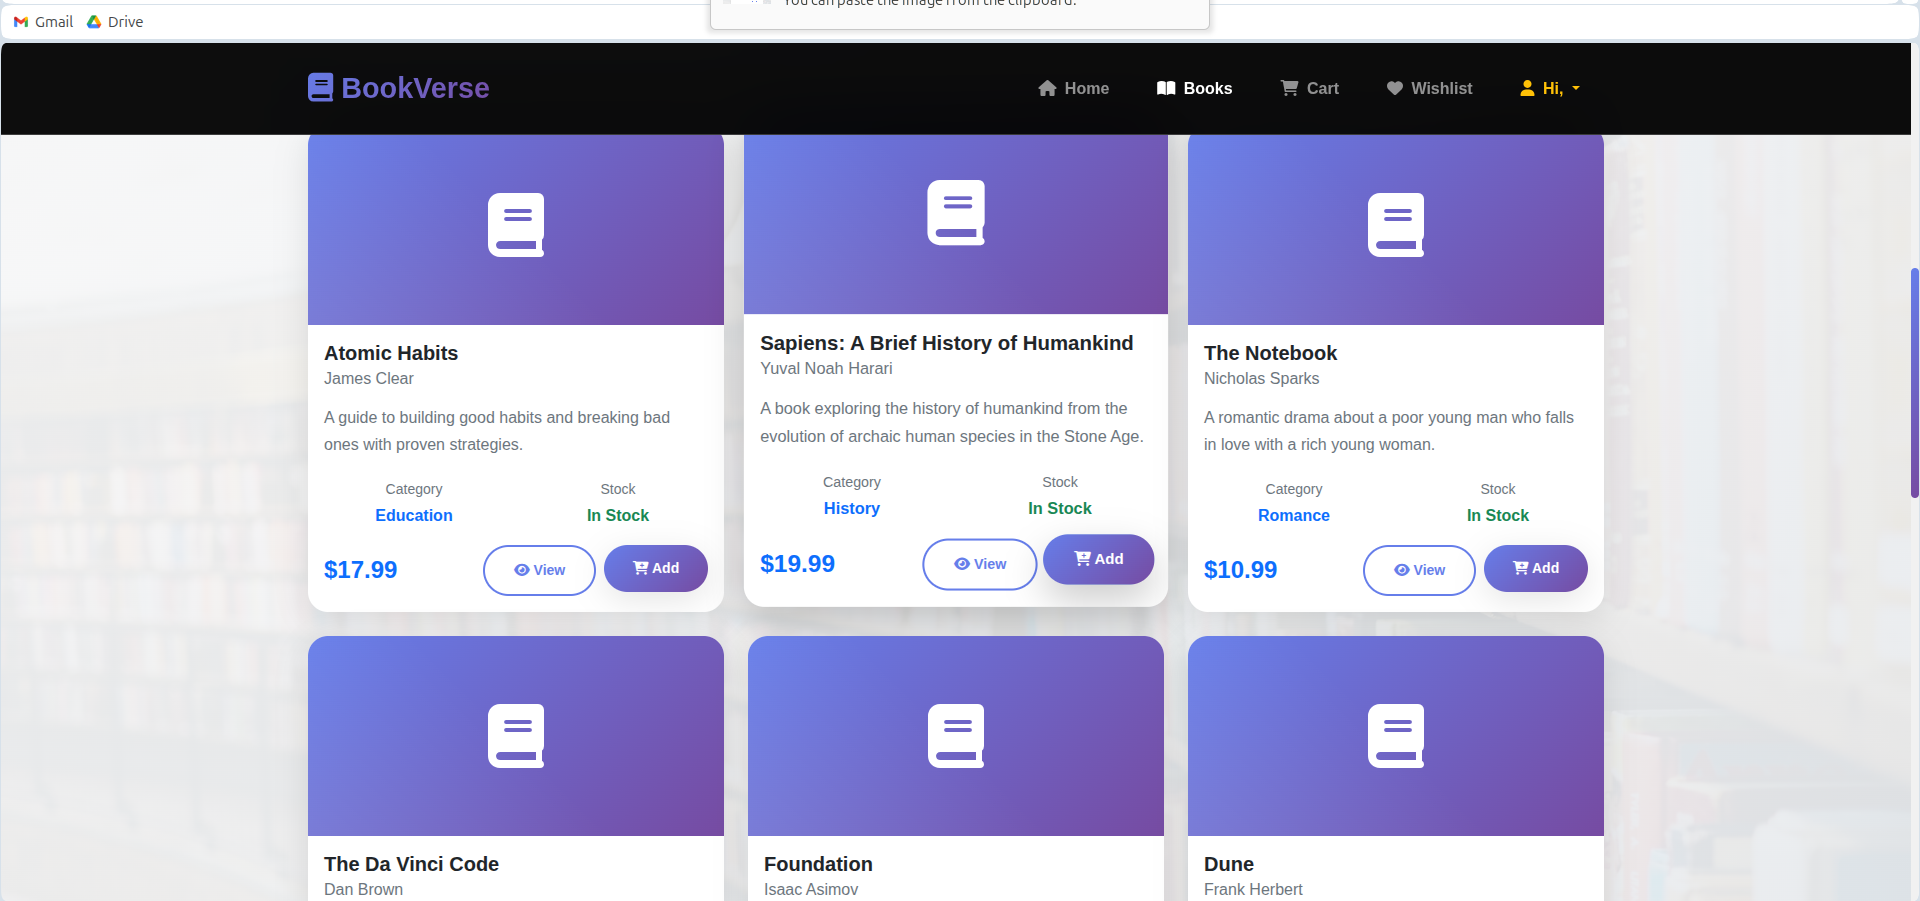 You can paste the image from the clipboard.
Gmail Drive
BookVerse Home Books Cart Wishlist Hi,
Atomic Habits
James Clear
A guide to building good habits and breaking bad
ones with proven strategies.
Category Stock
Education In Stock
$17.99 View Add
Sapiens: A Brief History of Humankind
Yuval Noah Harari
A book exploring the history of humankind from the
evolution of archaic human species in the Stone Age.
Category Stock
History In Stock
$19.99 View Add
The Notebook
Nicholas Sparks
A romantic drama about a poor young man who falls
in love with a rich young woman.
Category Stock
Romance In Stock
$10.99 View Add
The Da Vinci Code
Dan Brown
Foundation
Isaac Asimov
Dune
Frank Herbert